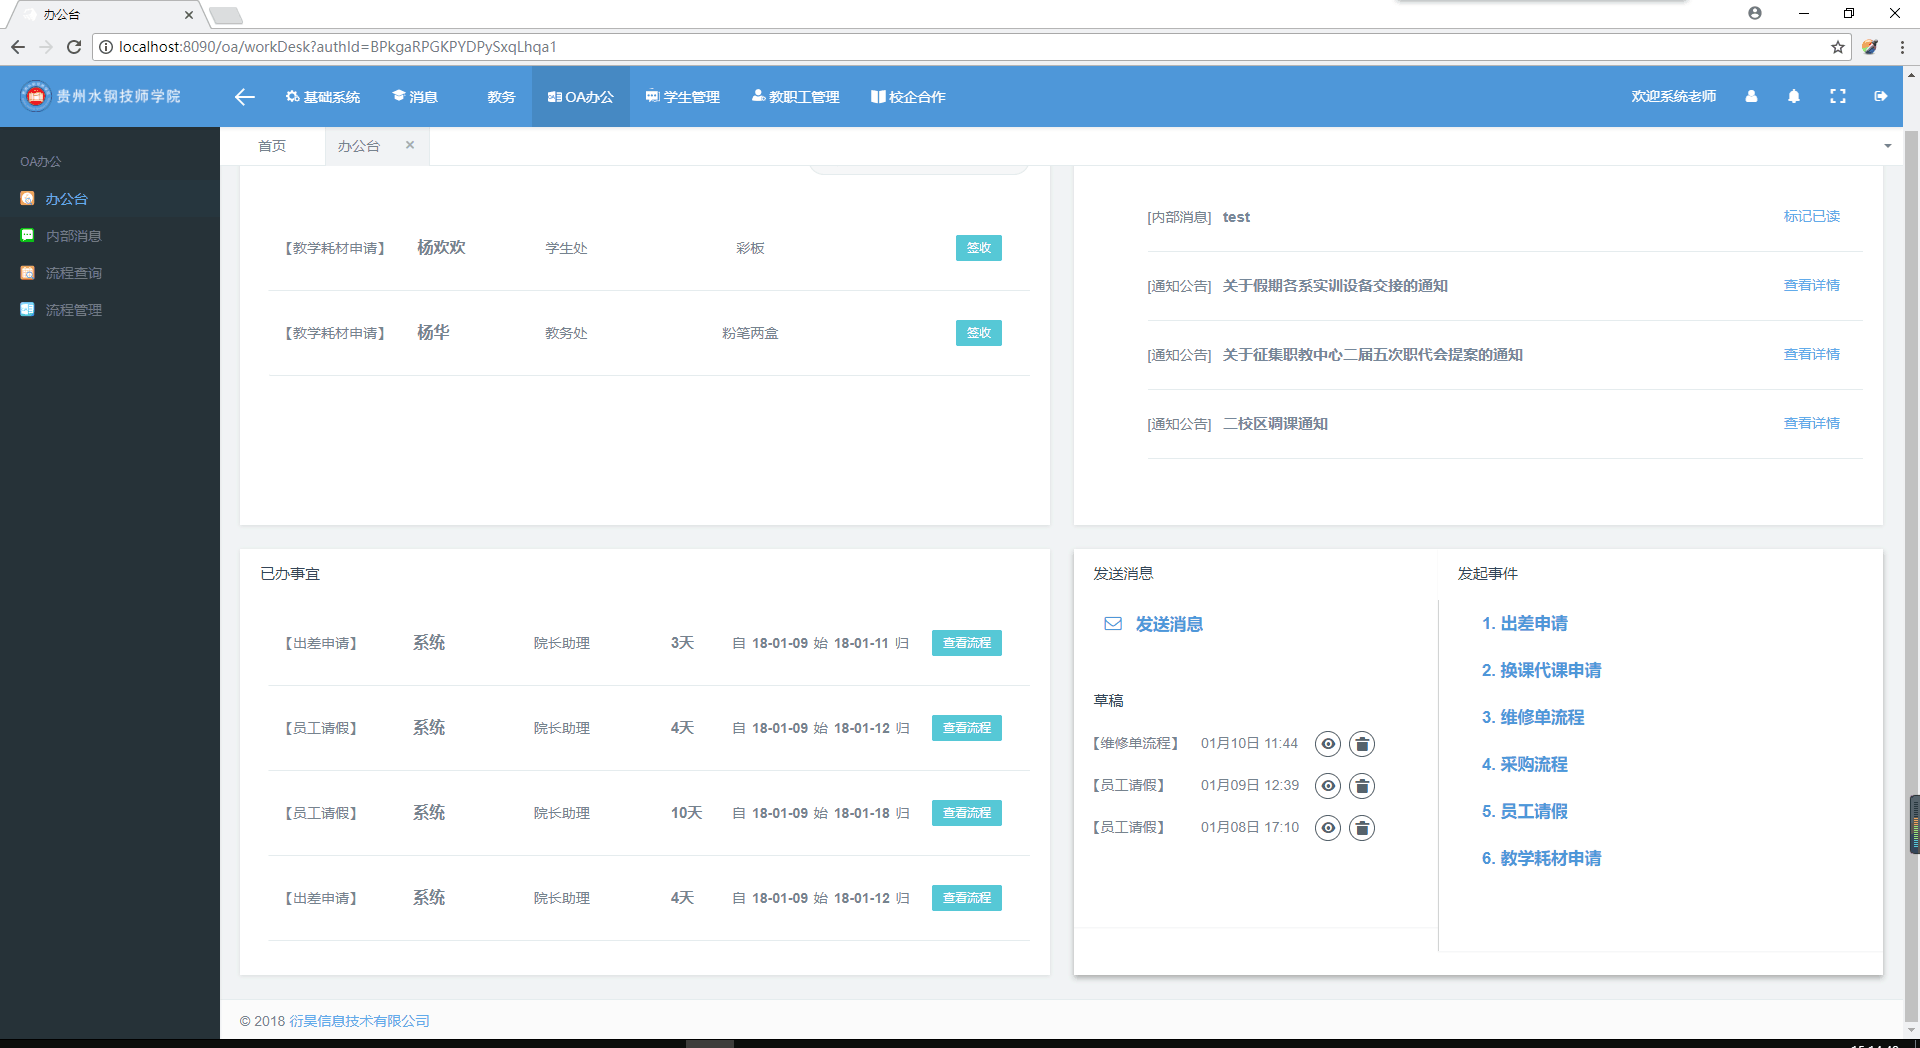 办公台
localhost:8090/oa/workDesk?authId=BPkgaRPGKPYDPySxqLhqa1
贵州水钢技师学院
基础系统 消息 教务 OA办公 学生管理 教职工管理 校企合作
欢迎系统老师
OA办公
办公台
内部消息
流程查询
流程管理
首页 办公台
【教学耗材申请】 杨欢欢 学生处 彩板 签收
【教学耗材申请】 杨华 教务处 粉笔两盒 签收
[内部消息] test 标记已读
[通知公告] 关于假期各系实训设备交接的通知 查看详情
[通知公告] 关于征集职教中心二届五次职代会提案的通知 查看详情
[通知公告] 二校区调课通知 查看详情
已办事宜
【出差申请】 系统 院长助理 3天 自 18-01-09 始 18-01-11 归 查看流程
【员工请假】 系统 院长助理 4天 自 18-01-09 始 18-01-12 归 查看流程
【员工请假】 系统 院长助理 10天 自 18-01-09 始 18-01-18 归 查看流程
【出差申请】 系统 院长助理 4天 自 18-01-09 始 18-01-12 归 查看流程
发送消息
发送消息
草稿
【维修单流程】 01月10日 11:44
【员工请假】 01月09日 12:39
【员工请假】 01月08日 17:10
发起事件
1. 出差申请
2. 换课代课申请
3. 维修单流程
4. 采购流程
5. 员工请假
6. 教学耗材申请
© 2018 衍昊信息技术有限公司